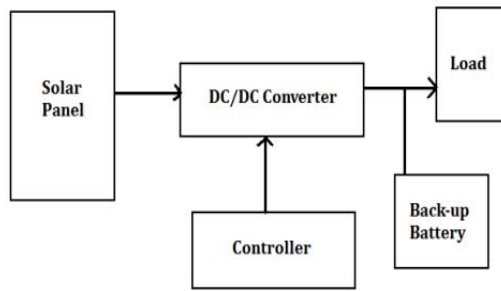 Solar
Panel
DC/DC Converter
Load
Controller
Back-up
Battery